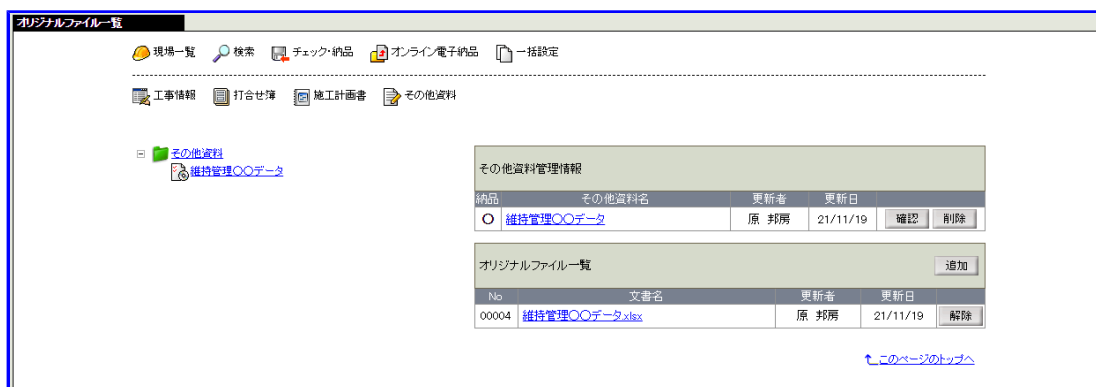 オリジナルファイル一覧
現場一覧 検索 チェック・納品 オンライン電子納品 一括設定
工事情報 打合せ簿 施工計画書 その他資料
その他資料
維持管理〇〇データ
その他資料管理情報
納品 その他資料名 更新者 更新日
○ 維持管理〇〇データ 原 邦房 21/11/19 確認 削除
オリジナルファイル一覧 追加
No 文書名 更新者 更新日
00004 維持管理〇〇データ.xlsx 原 邦房 21/11/19 解除
↑このページのトップへ